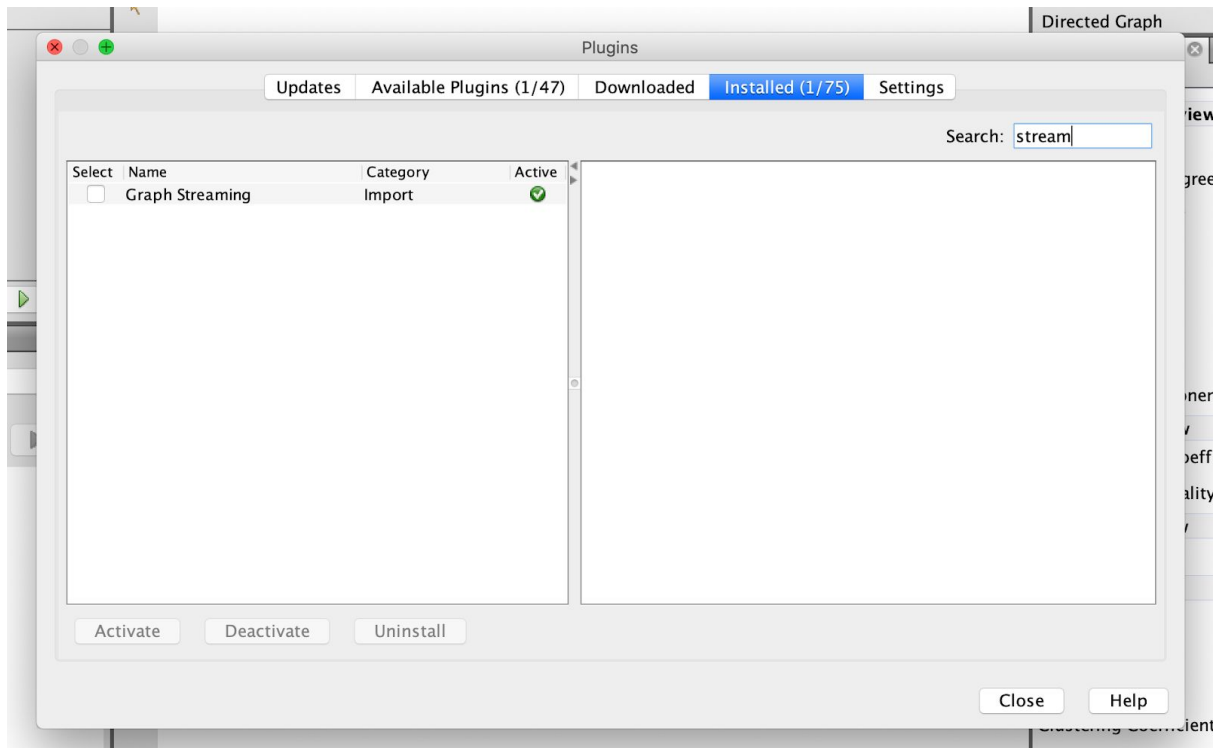 Directed Graph
Plugins
Updates Available Plugins (1/47) Downloaded Installed (1/75) Settings
Search: stream
Select Name Category Active
Graph Streaming Import
Activate Deactivate Uninstall
Close Help